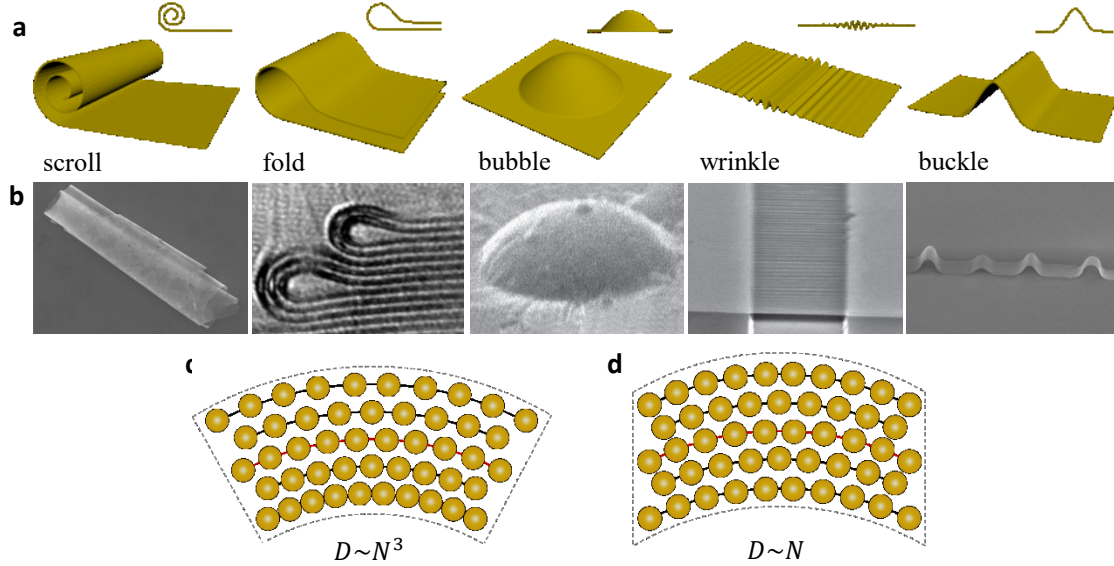 a
scroll
fold
bubble
wrinkle
buckle
b
c
d
D~N³
D~N